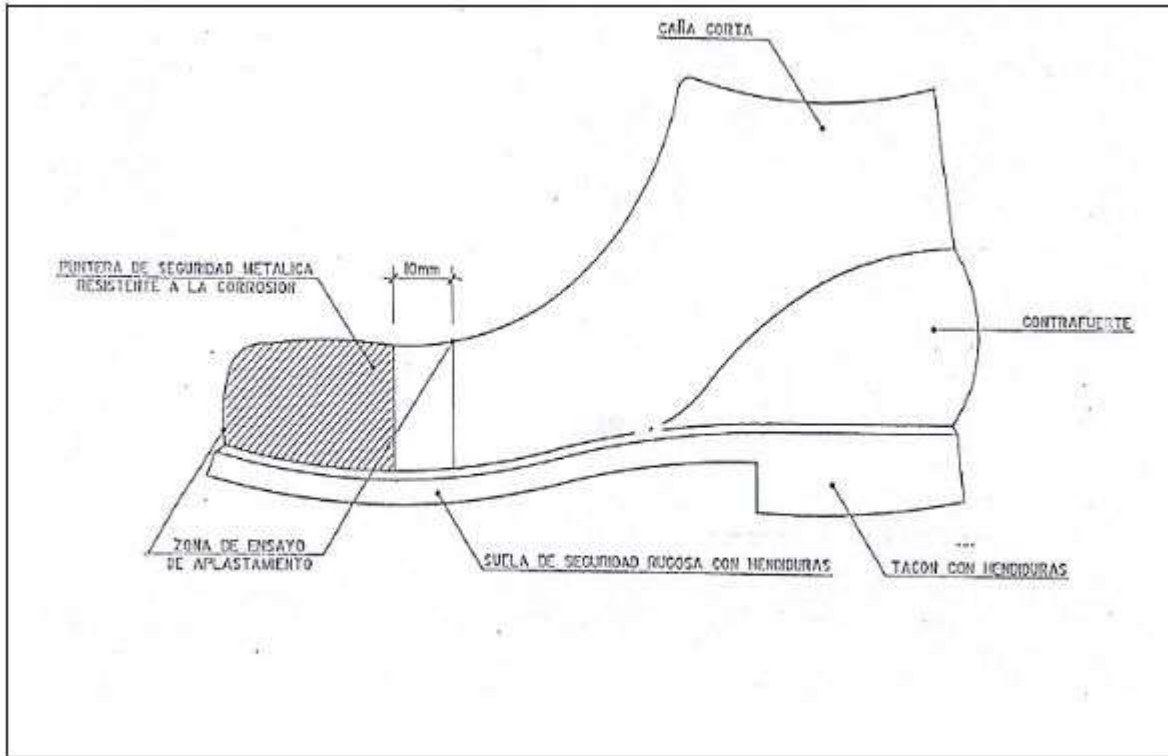 CAÑA CORTA
PUNTERA DE SEGURIDAD METALICA
RESISTENTE A LA CORROSION
10mm
CONTRAFUERTE
ZONA DE ENSAYO
DE APLASTAMIENTO
SUELA DE SEGURIDAD RUGOSA CON HENDIDURAS
TACON CON HENDIDURAS